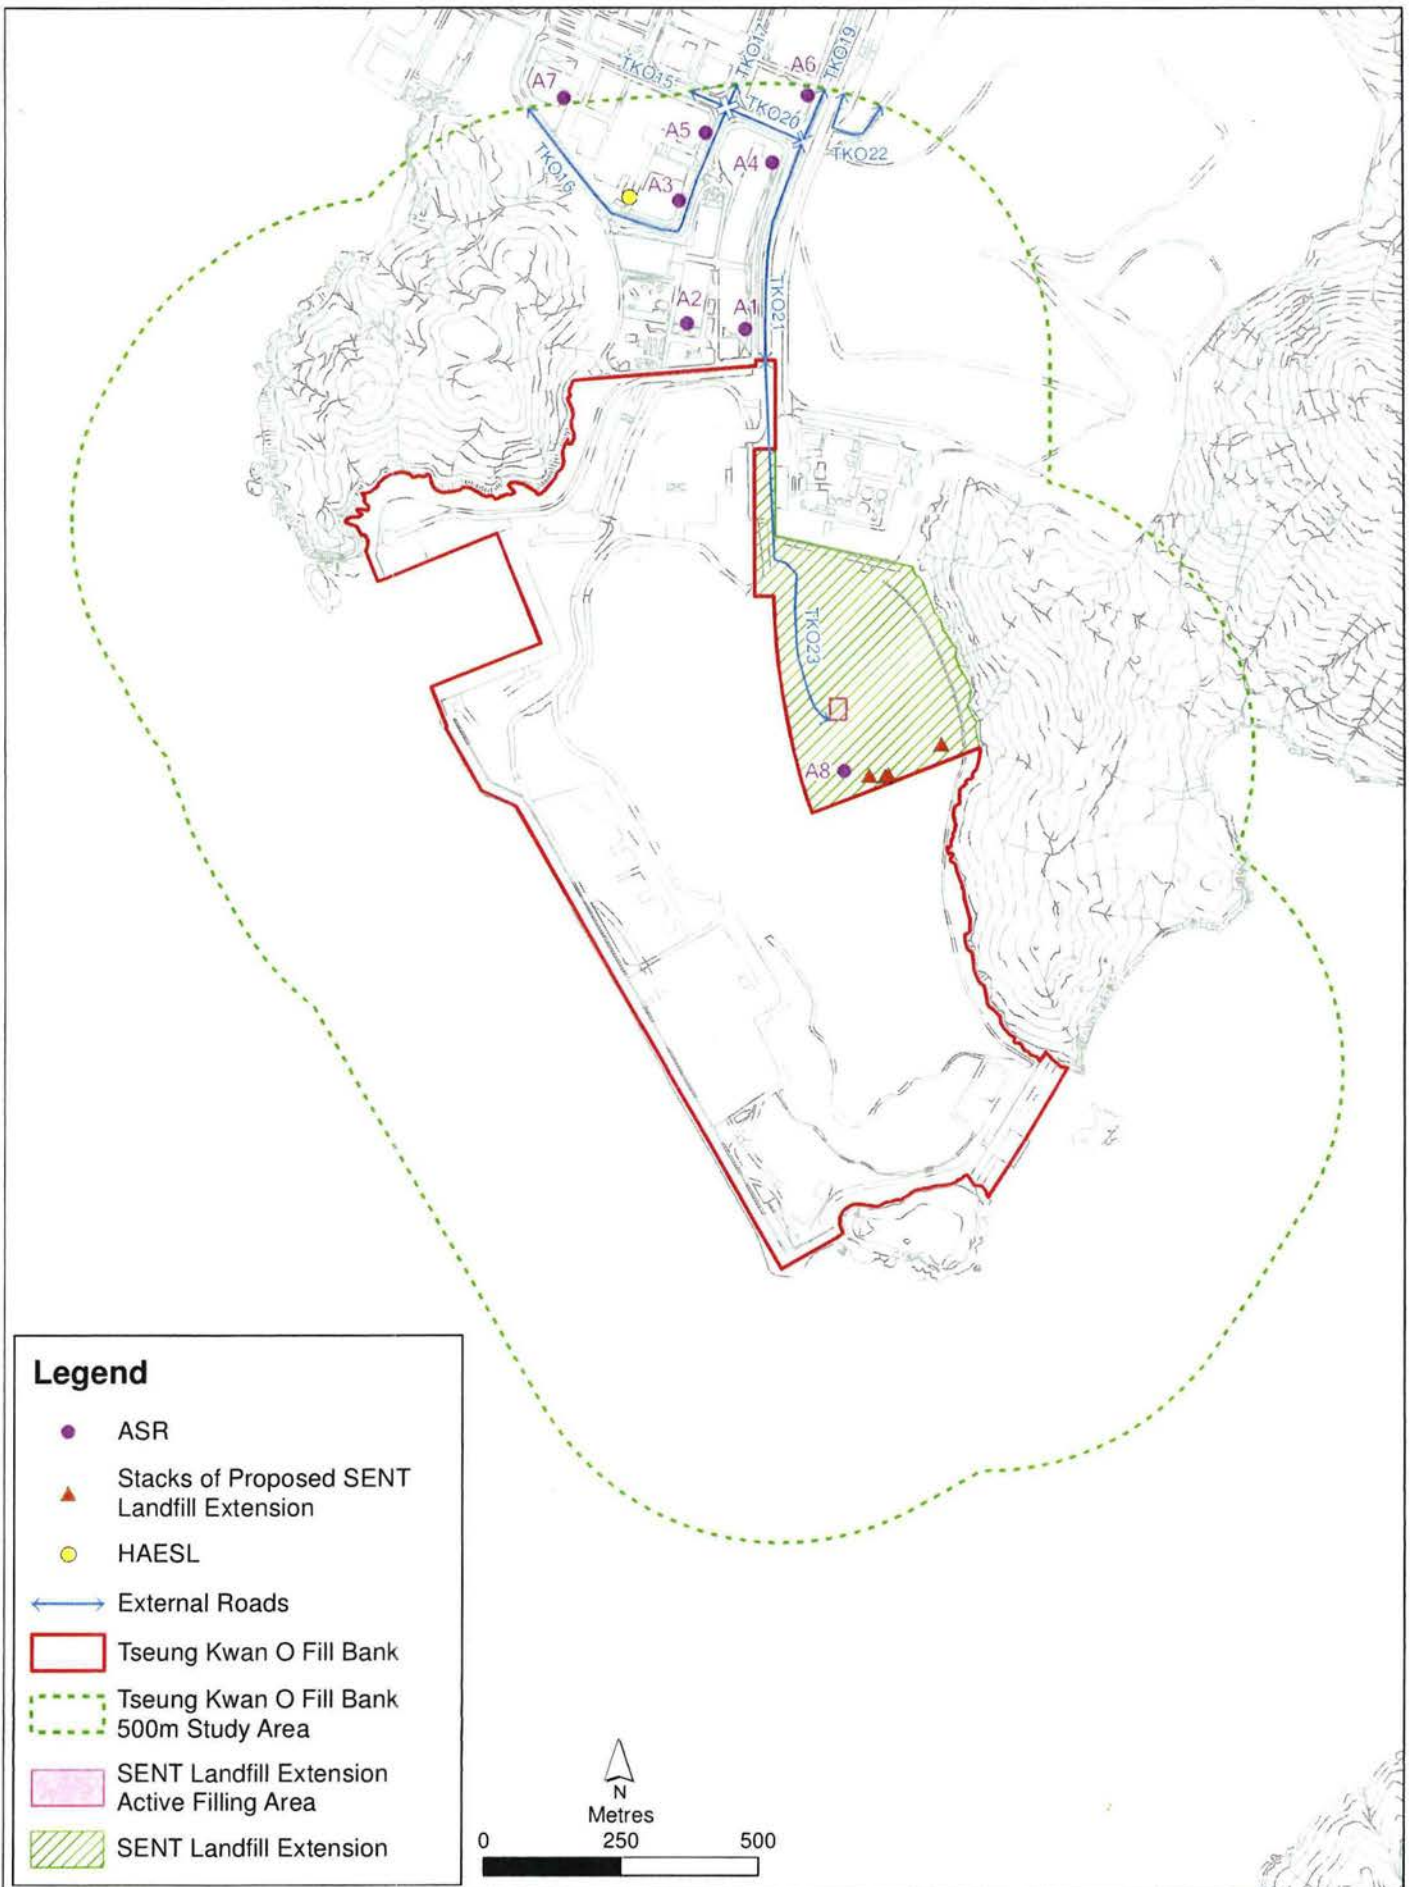 TKO15
TKO17
A6
TKO19
A7
A5
TKO20
TKO22
TKO16
A3
A4
A2
A1
TKO21
TKO23
A8
Legend
ASR
Stacks of Proposed SENT
Landfill Extension
HAESL
External Roads
Tseung Kwan O Fill Bank
Tseung Kwan O Fill Bank
500m Study Area
SENT Landfill Extension
Active Filling Area
SENT Landfill Extension
N
Metres
0 250 500